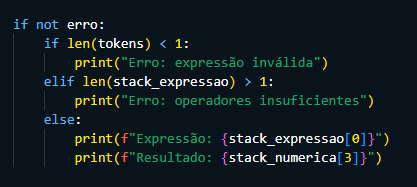 if not erro:
    if len(tokens) < 1:
        print("Erro: expressão inválida")
    elif len(stack_expressao) > 1:
        print("Erro: operadores insuficientes")
    else:
        print(f"Expressão: {stack_expressao[0]}")
        print(f"Resultado: {stack_numerica[3]}")